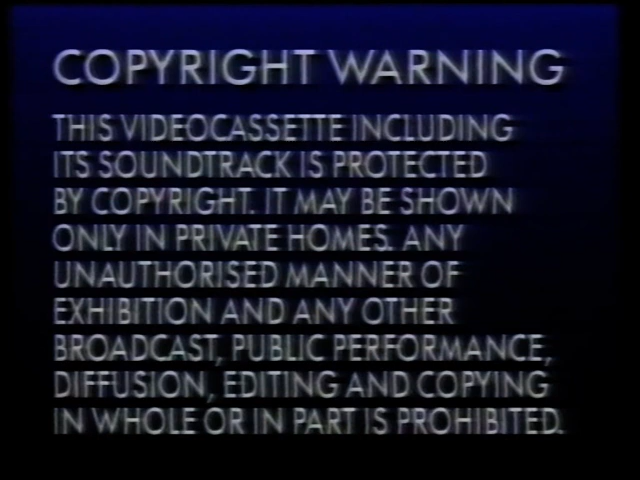 COPYRIGHT WARNING
THIS VIDEOCASSETTE INCLUDING
ITS SOUNDTRACK IS PROTECTED
BY COPYRIGHT. IT MAY BE SHOWN
ONLY IN PRIVATE HOMES. ANY
UNAUTHORISED MANNER OF
EXHIBITION AND ANY OTHER
BROADCAST, PUBLIC PERFORMANCE,
DIFFUSION, EDITING AND COPYING
IN WHOLE OR IN PART IS PROHIBITED.